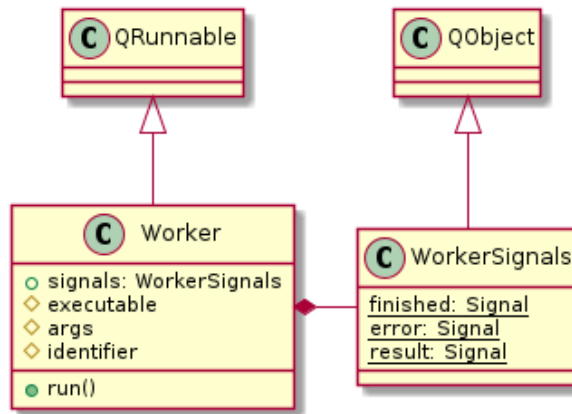 C QRunnable
C QObject
C Worker
signals: WorkerSignals
executable
args
identifier
run()
C WorkerSignals
finished: Signal
error: Signal
result: Signal